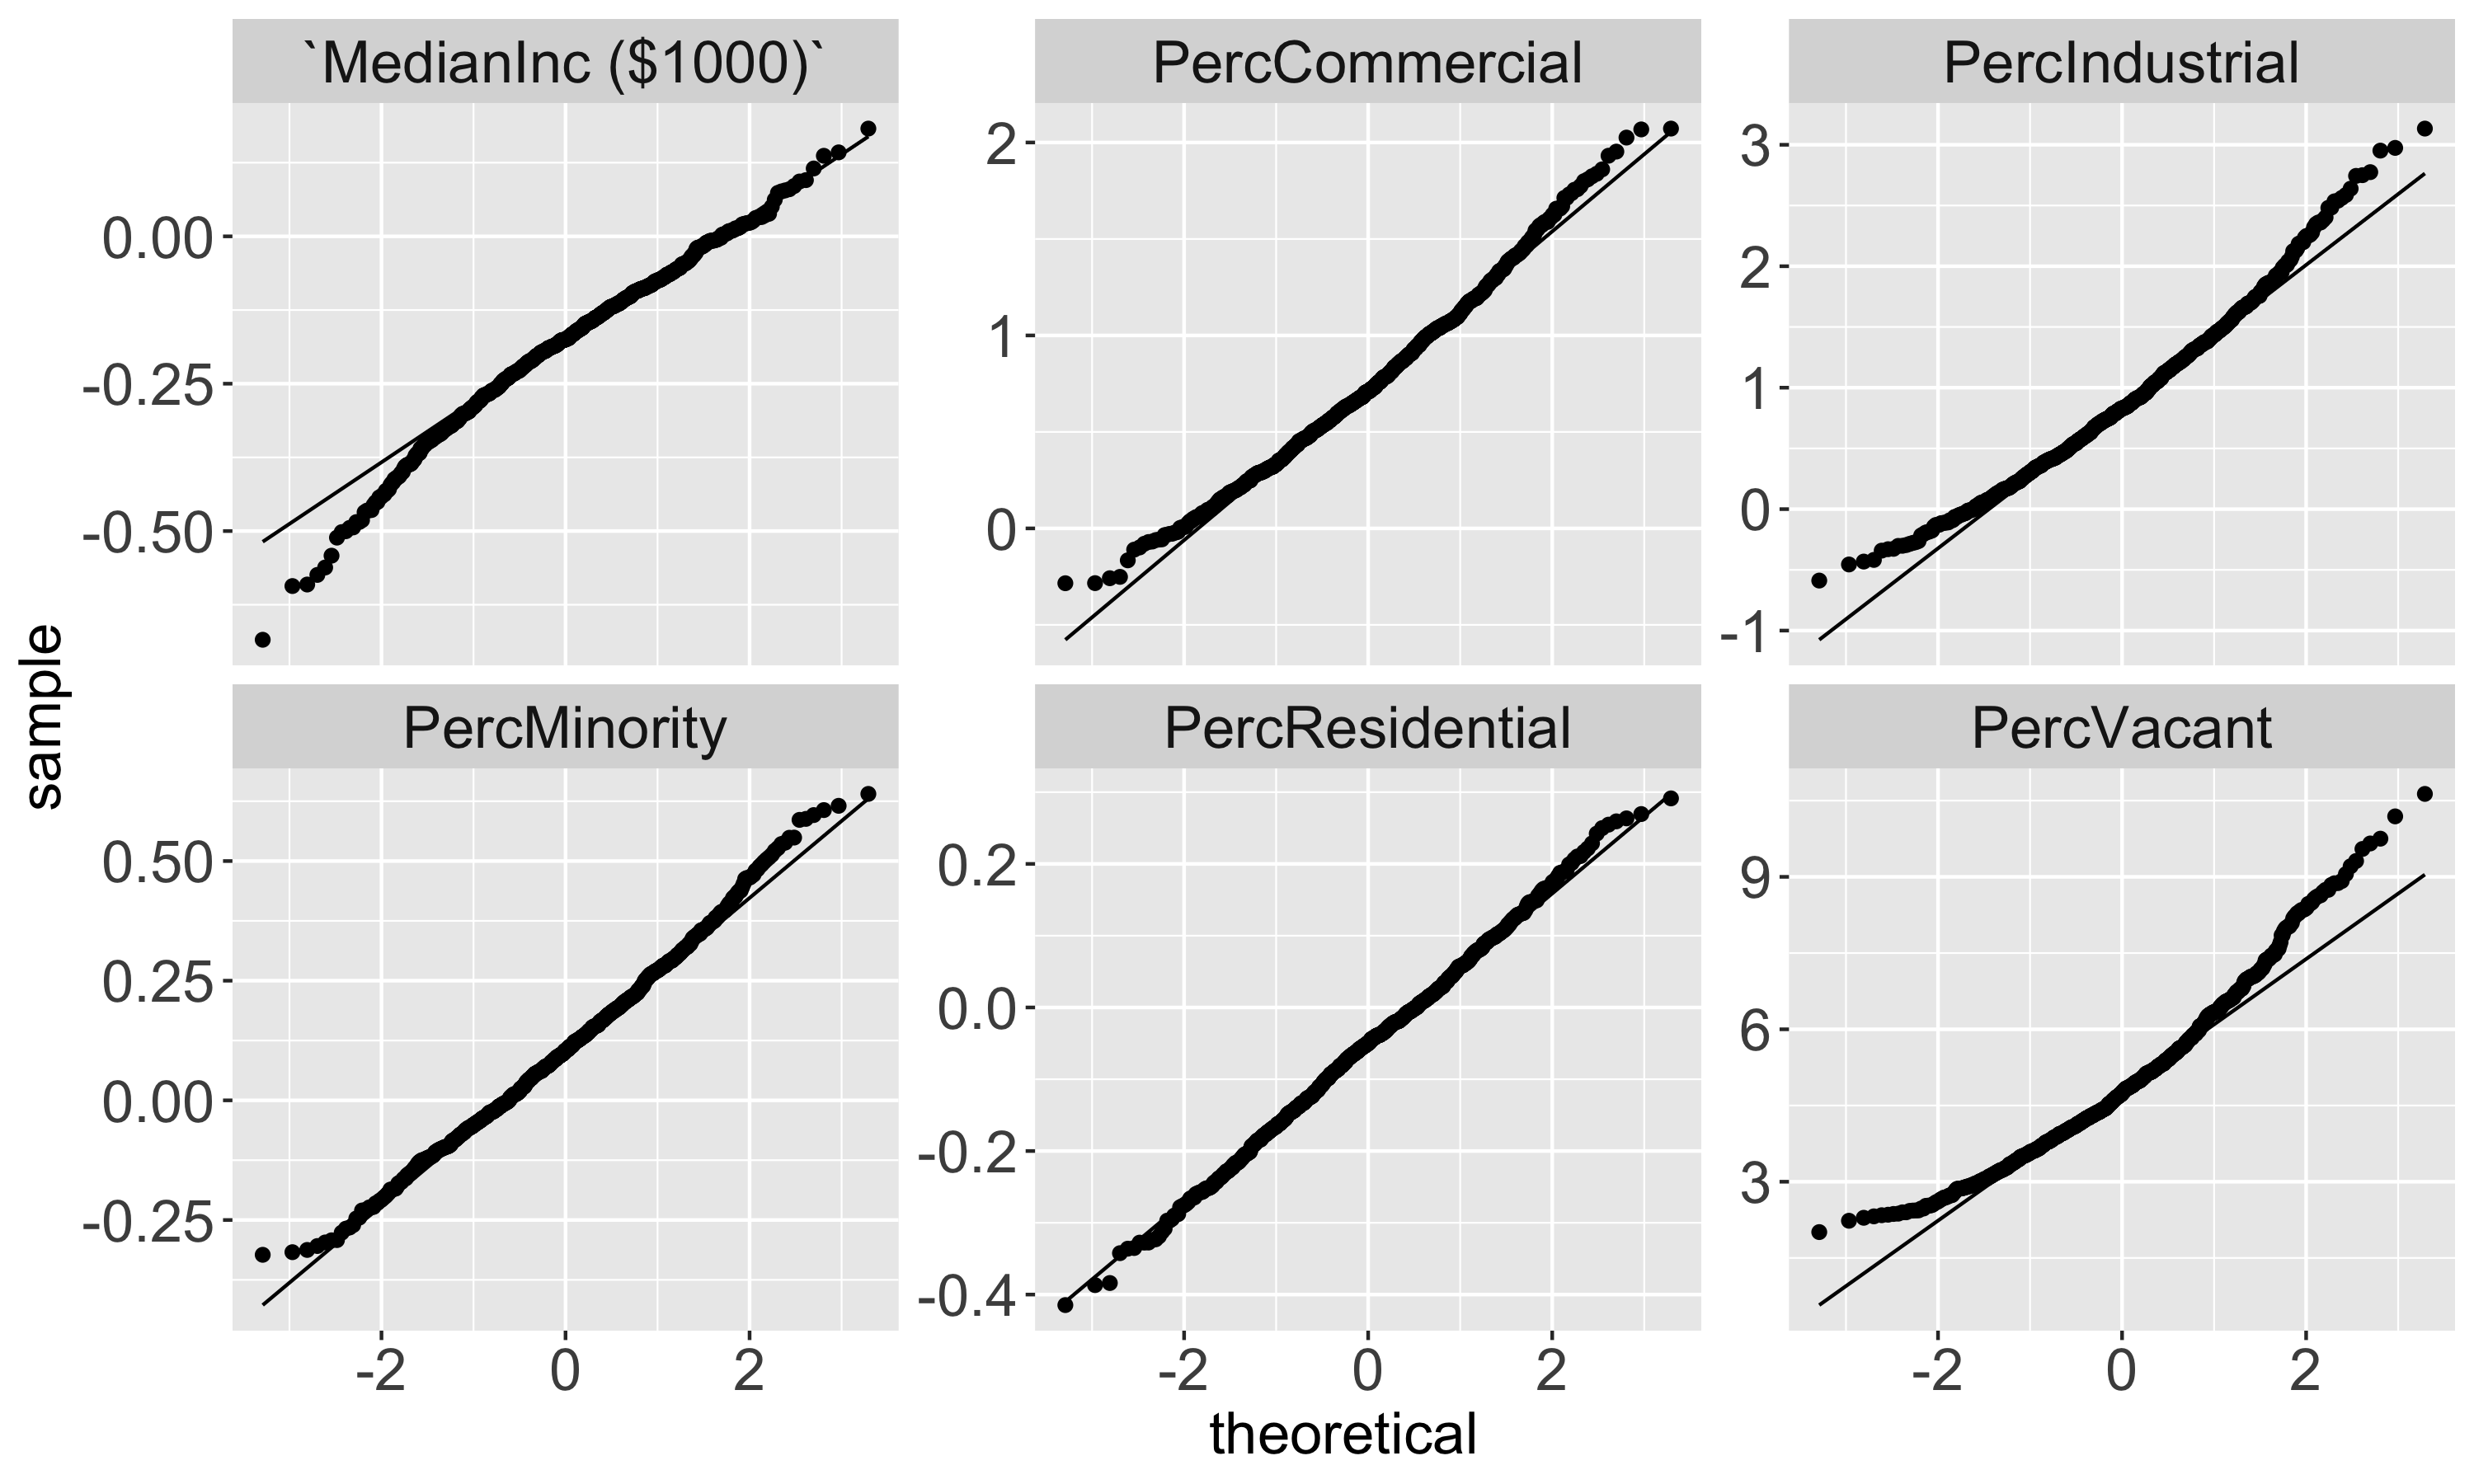 `MedianInc ($1000)`
PercCommercial
PercIndustrial
0.00
-0.25
-0.50
2
1
0
3
2
1
0
-1
sample
PercMinority
PercResidential
PercVacant
0.50
0.25
0.00
-0.25
0.2
0.0
-0.2
-0.4
9
6
3
-2 0 2
-2 0 2
-2 0 2
theoretical